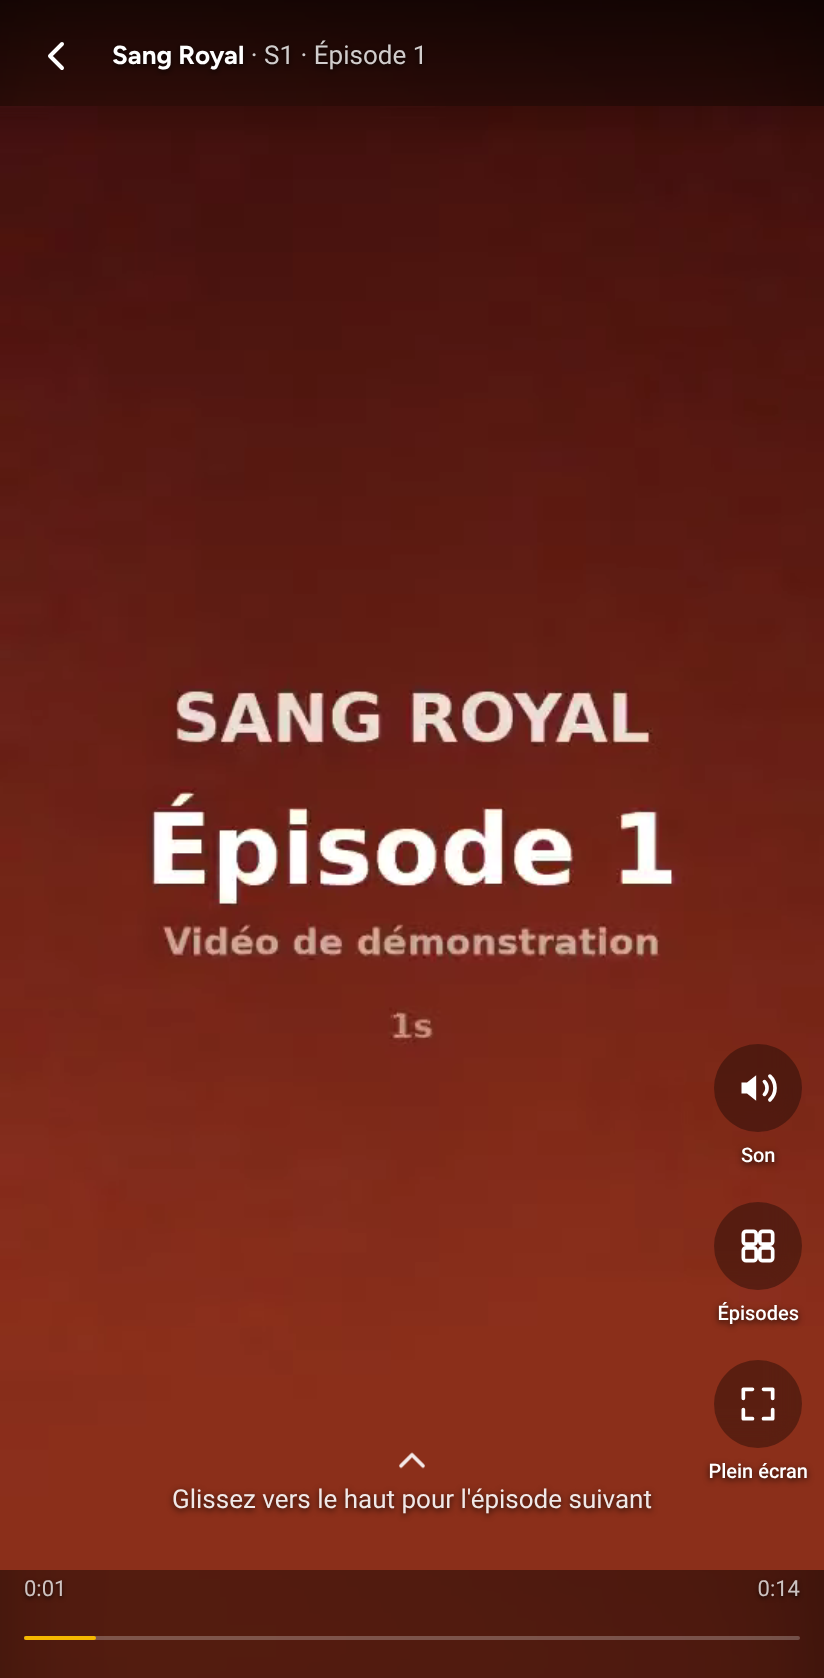 Sang Royal · S1 · Épisode 1
SANG ROYAL
Épisode 1
Vidéo de démonstration
1s
Son
Épisodes
Plein écran
Glissez vers le haut pour l'épisode suivant
0:01
0:14